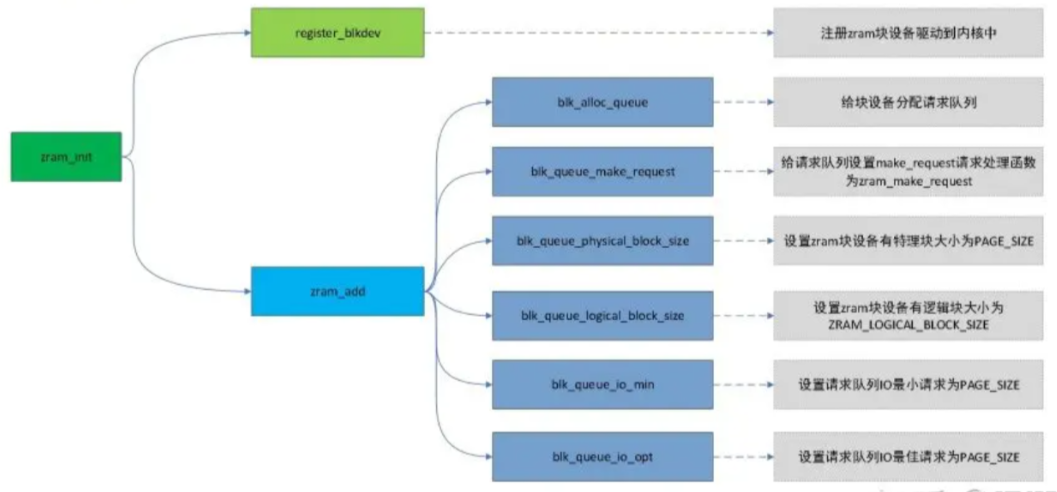 register_blkdev
注册zram块设备驱动到内核中
blk_alloc_queue
给块设备分配请求队列
zram_init
blk_queue_make_request
给请求队列设置make_request请求处理函数
为zram_make_request
blk_queue_physical_block_size
设置zram块设备有特理块大小为PAGE_SIZE
zram_add
blk_queue_logical_block_size
设置zram块设备有逻辑块大小为
ZRAM_LOGICAL_BLOCK_SIZE
blk_queue_io_min
设置请求队列IO最小请求为PAGE_SIZE
blk_queue_io_opt
设置请求队列IO最佳请求为PAGE_SIZE